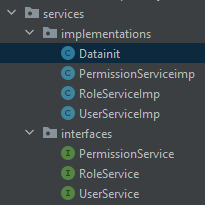 services
implementations
C Datainit
C PermissionServiceimp
C RoleServiceImp
C UserServiceImp
interfaces
I PermissionService
I RoleService
I UserService